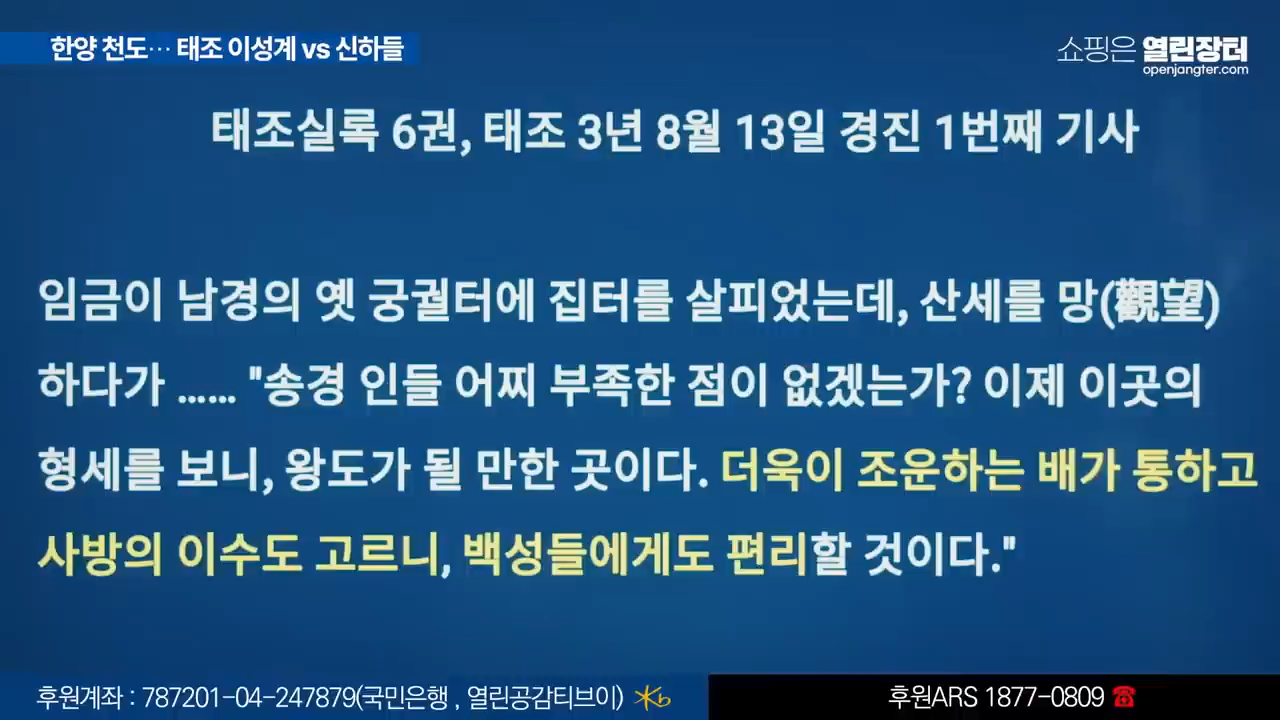 한양 천도… 태조 이성계 vs 신하들
쇼핑은 열린장터
openjangter.com
태조실록 6권, 태조 3년 8월 13일 경진 1번째 기사
임금이 남경의 옛 궁궐터에 집터를 살피었는데, 산세를 망(觀望)
하다가 …… "송경 인들 어찌 부족한 점이 없겠는가? 이제 이곳의
형세를 보니, 왕도가 될 만한 곳이다. 더욱이 조운하는 배가 통하고
사방의 이수도 고르니, 백성들에게도 편리할 것이다."
후원계좌 : 787201-04-247879(국민은행 , 열린공감티브이)
후원ARS 1877-0809